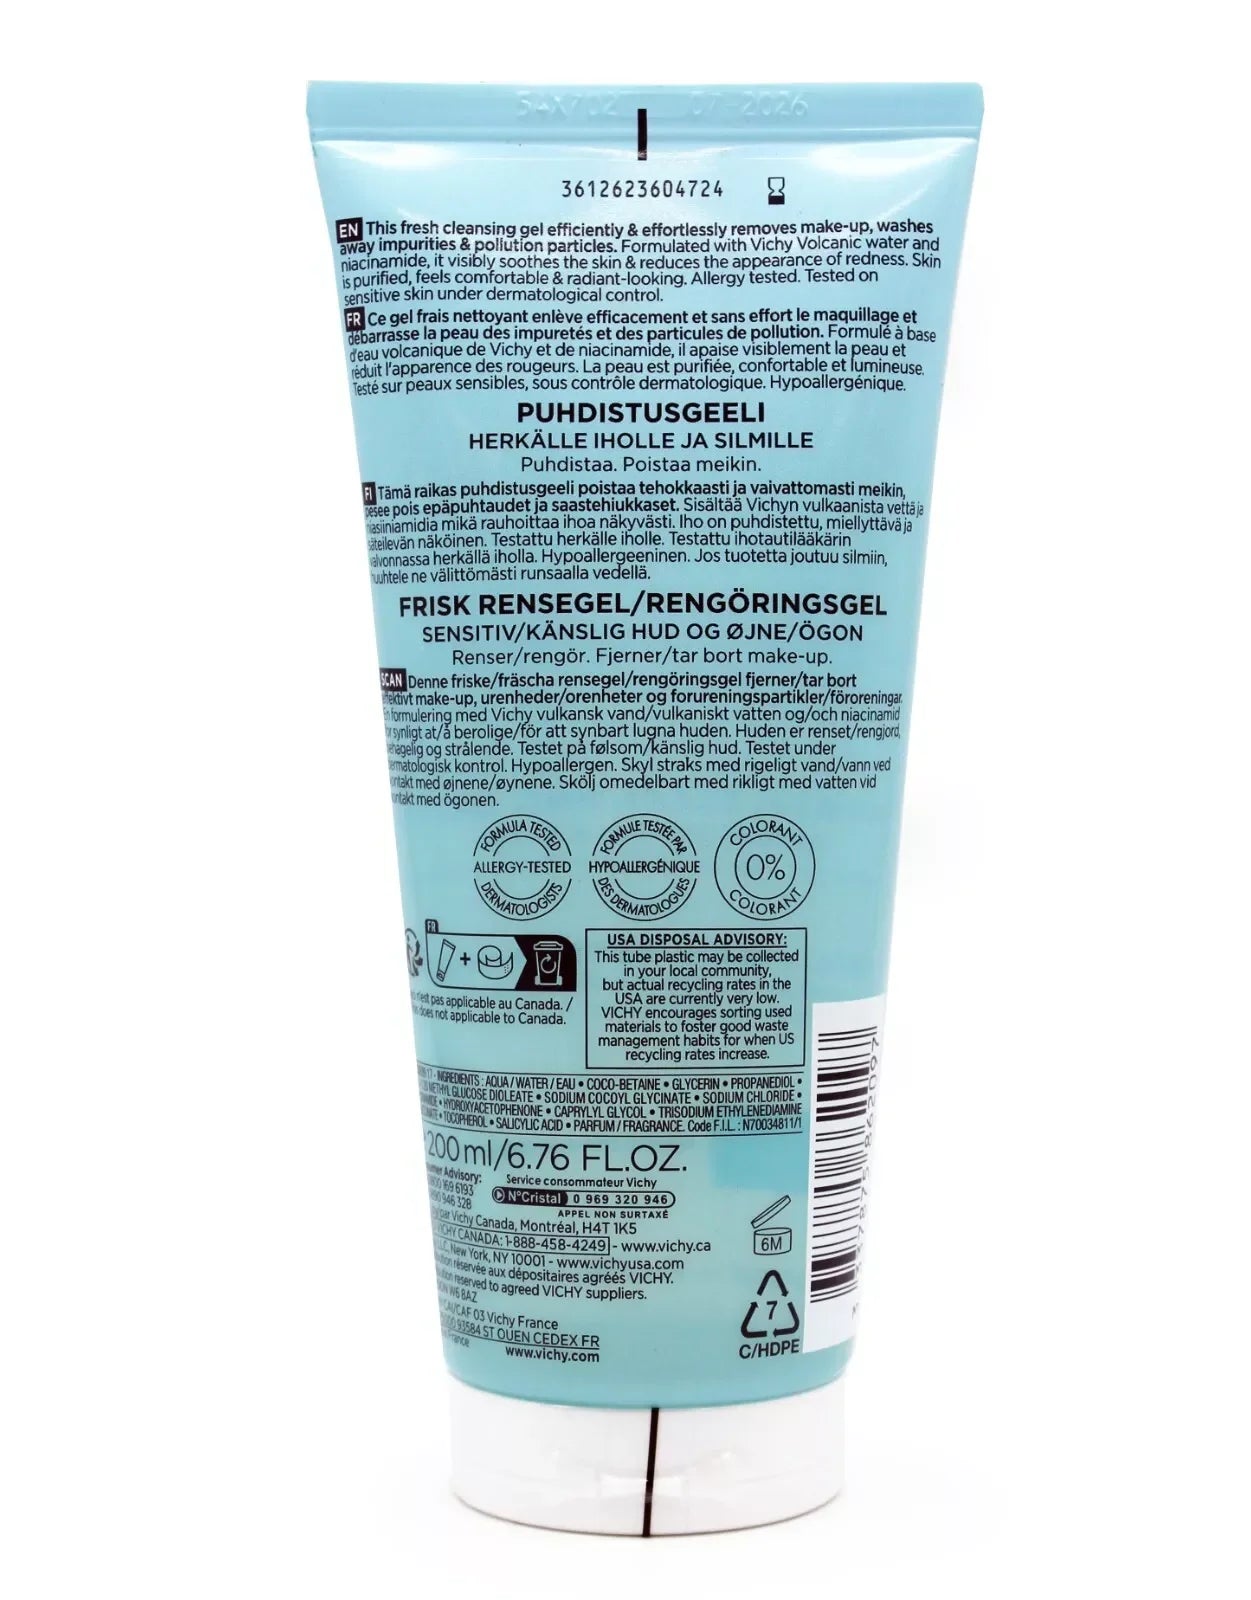 54X702 07-2026
3612623604724
EN This fresh cleansing gel efficiently & effortlessly removes make-up, washes
away impurities & pollution particles. Formulated with Vichy Volcanic water and
niacinamide, it visibly soothes the skin & reduces the appearance of redness. Skin
is purified, feels comfortable & radiant-looking. Allergy tested. Tested on
sensitive skin under dermatological control.
FR Ce gel frais nettoyant enlève efficacement et sans effort le maquillage et
débarrasse la peau des impuretés et des particules de pollution. Formulé à base
d'eau volcanique de Vichy et de niacinamide, il apaise visiblement la peau et
réduit l'apparence des rougeurs. La peau est purifiée, confortable et lumineuse.
Testé sur peaux sensibles, sous contrôle dermatologique. Hypoallergénique.
PUHDISTUSGEELI
HERKÄLLE IHOLLE JA SILMILLE
Puhdistaa. Poistaa meikin.
FI Tämä raikas puhdistusgeeli poistaa tehokkaasti ja vaivattomasti meikin,
pesee pois epäpuhtaudet ja saastehiukkaset. Sisältää Vichyn vulkaanista vettä ja
niasiiniamidia mikä rauhoittaa ihoa näkyvästi. Iho on puhdistettu, miellyttävä ja
säteilevän näköinen. Testattu herkälle iholle. Testattu ihotautilääkärin
valvonnassa herkällä iholla. Hypoallergeeninen. Jos tuotetta joutuu silmiin,
huuhtele ne välittömästi runsaalla vedellä.
FRISK RENSEGEL/RENGÖRINGSGEL
SENSITIV/KÄNSLIG HUD OG ØJNE/ÖGON
Renser/rengör. Fjerner/tar bort make-up.
SCAN Denne friske/fräscha rensegel/rengöringsgel fjerner/tar bort
effektivt make-up, urenheder/orenheter og forureningspartikler/föroreningar.
En formulering med Vichy vulkansk vand/vulkaniskt vatten og/och niacinamid
for synligt at/å berolige/för att synbart lugna huden. Huden er renset/rengjord,
behagelig og strålende. Testet på følsom/känslig hud. Testet under
dermatologisk kontrol. Hypoallergen. Skyl straks med rigeligt vand/vann ved
kontakt med øjnene/øynene. Skölj omedelbart med rikligt med vatten vid
kontakt med ögonen.
FORMULA TESTED
ALLERGY-TESTED
DERMATOLOGISTS
FORMULE TESTÉE PAR
HYPOALLERGÉNIQUE
DES DERMATOLOGUES
COLORANT
0%
COLORANT
FR
+
n'est pas applicable au Canada. /
does not applicable to Canada.
USA DISPOSAL ADVISORY:
This tube plastic may be collected
in your local community,
but actual recycling rates in the
USA are currently very low.
VICHY encourages sorting used
materials to foster good waste
management habits for when US
recycling rates increase.
INGREDIENTS : AQUA / WATER / EAU • COCO-BETAINE • GLYCERIN • PROPANEDIOL •
METHYL GLUCOSE DIOLEATE • SODIUM COCOYL GLYCINATE • SODIUM CHLORIDE •
• HYDROXYACETOPHENONE • CAPRYLYL GLYCOL • TRISODIUM ETHYLENEDIAMINE
• TOCOPHEROL • SALICYLIC ACID • PARFUM / FRAGRANCE. Code F.I.L. : N70034811/1
200 ml/6.76 FL.OZ.
Advisory:
169 6193
946 328
Service consommateur Vichy
N°Cristal 0 969 320 946
APPEL NON SURTAXÉ
par Vichy Canada, Montréal, H4T 1K5
VICHY CANADA: 1-888-458-4249 - www.vichy.ca
New York, NY 10001 - www.vichyusa.com
réservée aux dépositaires agréés VICHY.
reserved to agreed VICHY suppliers.
W6 8AZ
CAU/CAF 03 Vichy France
93584 ST OUEN CEDEX FR
France
www.vichy.com
6M
7
C/HDPE